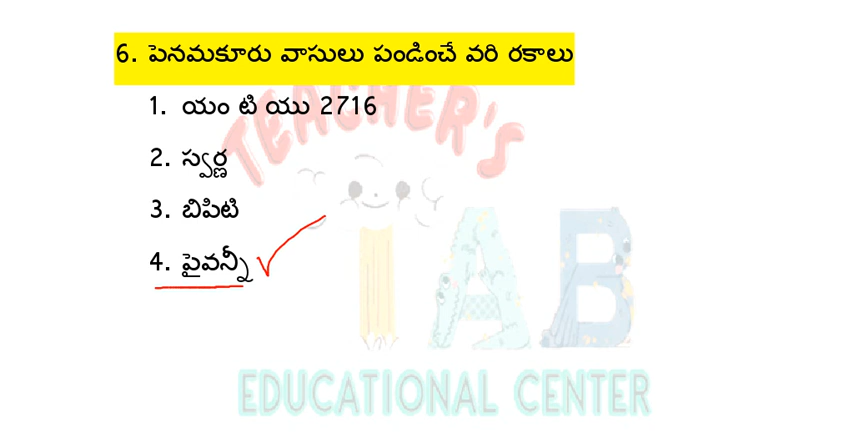 6. పెనమకూరు వాసులు పండించే వరి రకాలు
1. యం టి యు 2716
2. స్వర్ణ
3. బిపిటి
4. పైవన్నీ
TEACHER'S
TAB
EDUCATIONAL CENTER